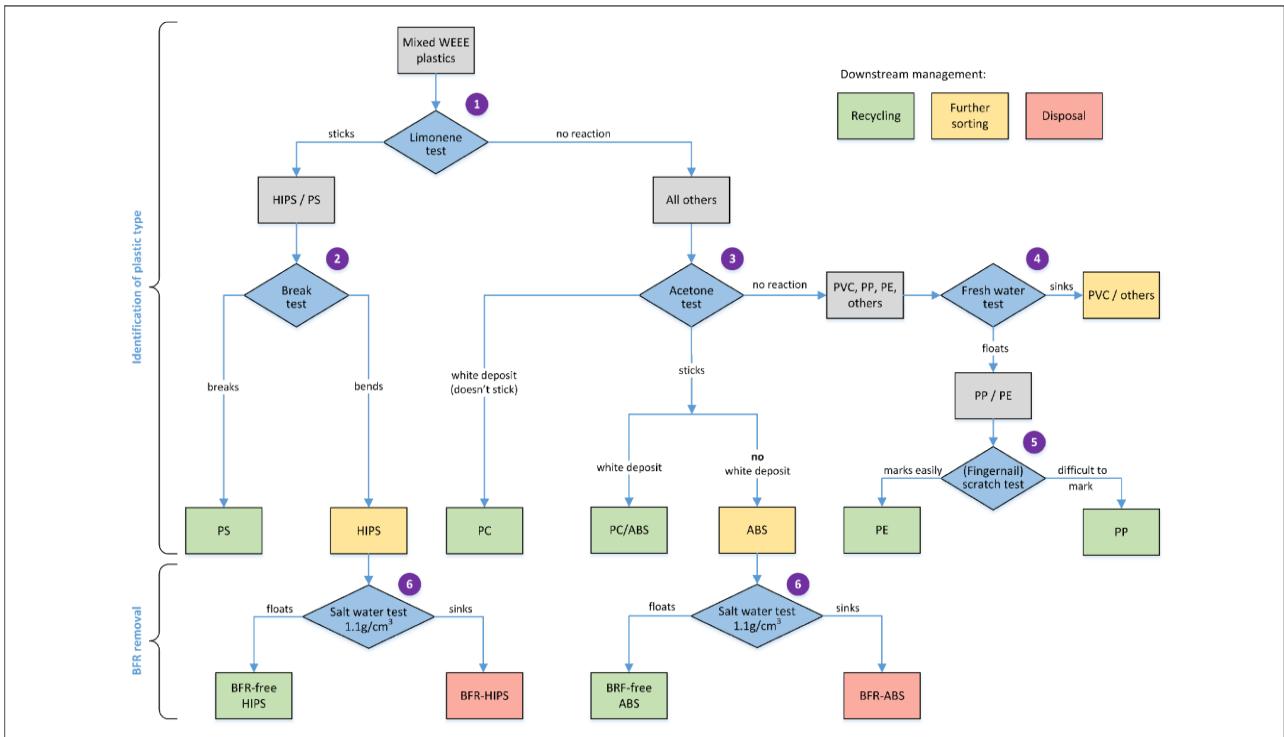 Mixed WEEE
plastics
Downstream management:
Recycling
Further
sorting
Disposal
1
Limonene
test
sticks
no reaction
HIPS / PS
All others
Identification of plastic type
2
Break
test
3
Acetone
test
no reaction
PVC, PP, PE,
others
4
Fresh water
test
sinks
PVC / others
breaks
bends
white deposit
(doesn't stick)
sticks
floats
PP / PE
5
(Fingernail)
scratch test
marks easily
difficult to
mark
white deposit
no
white deposit
PS
HIPS
PC
PC/ABS
ABS
PE
PP
BFR removal
6
Salt water test
1.1g/cm³
floats
sinks
6
Salt water test
1.1g/cm³
floats
sinks
BFR-free
HIPS
BFR-HIPS
BRF-free
ABS
BFR-ABS